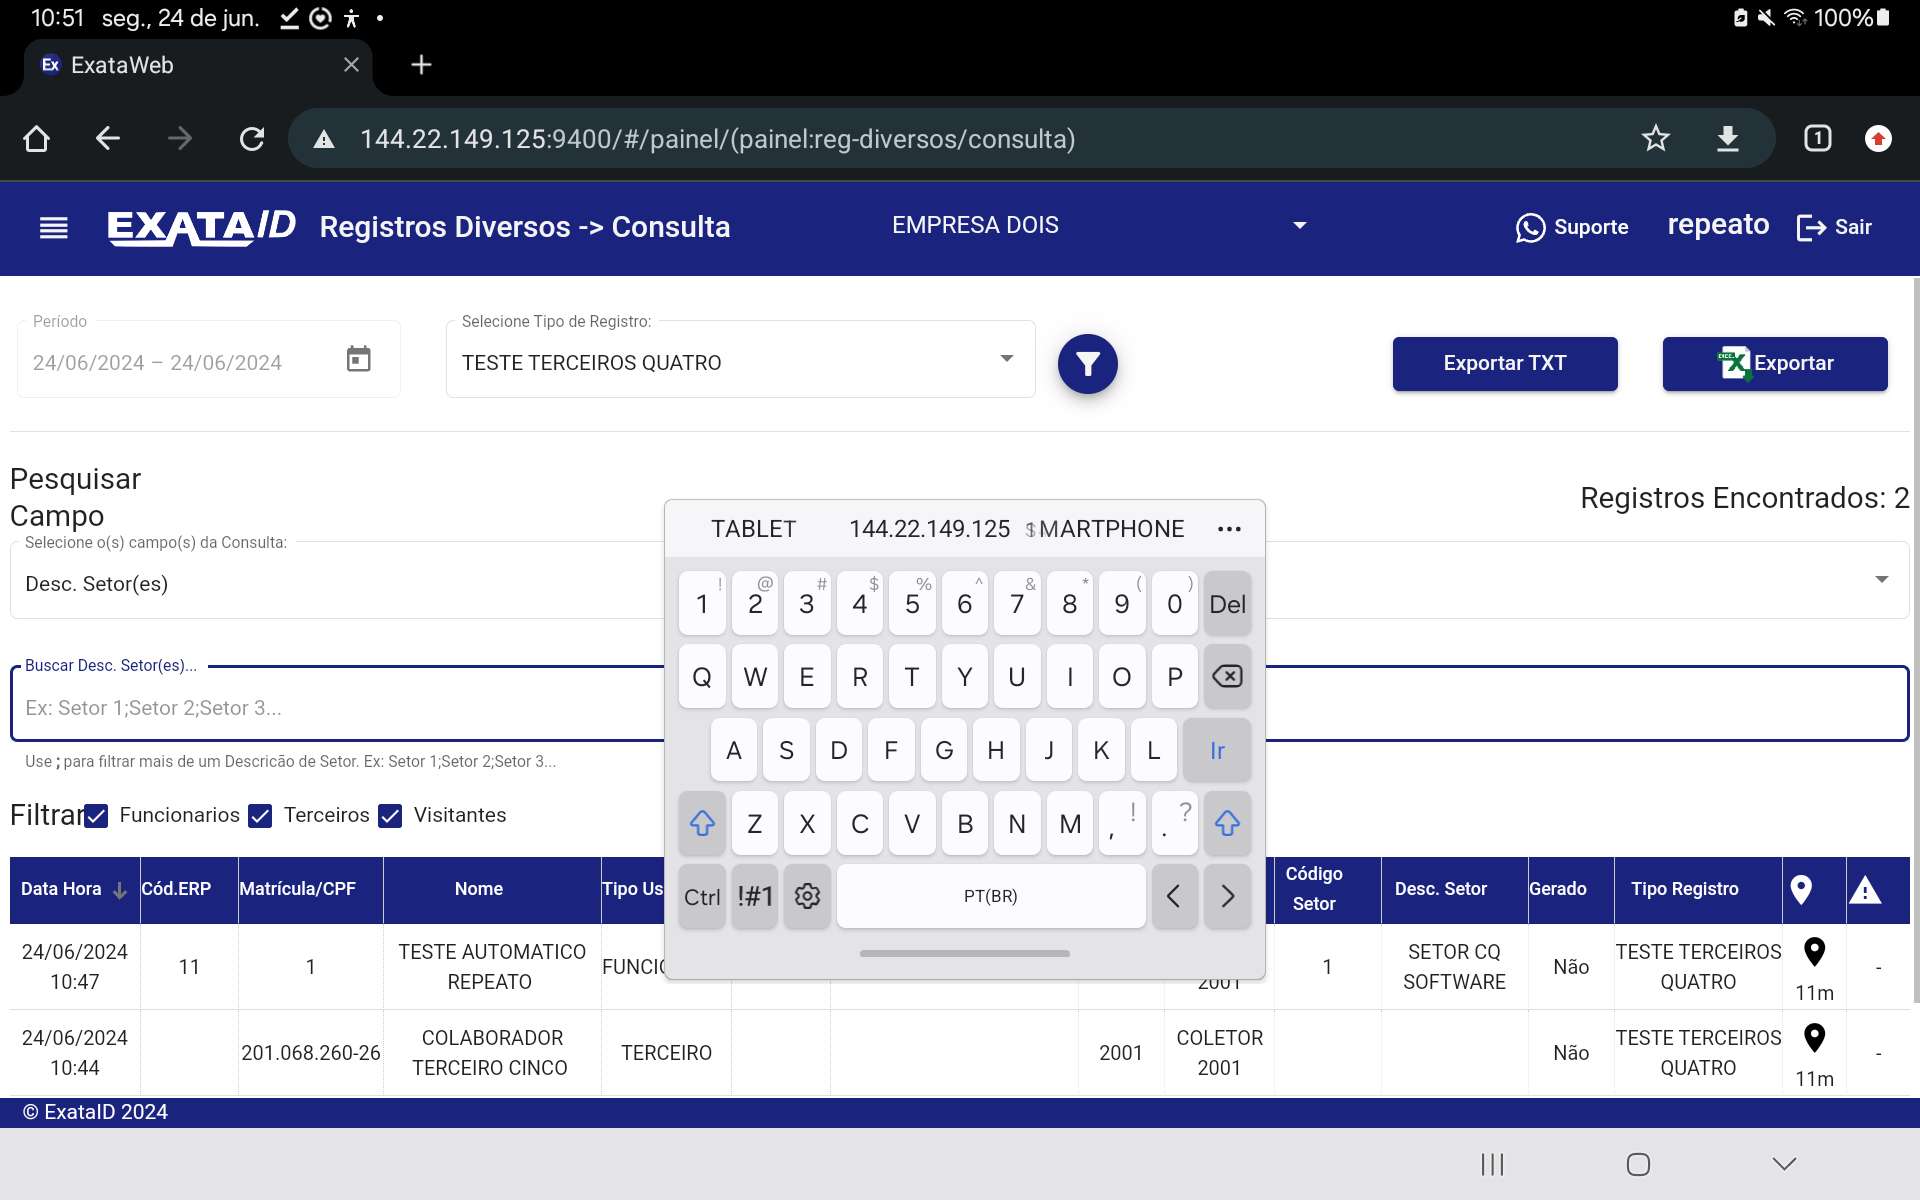 10:51 seg., 24 de jun.
100%
Ex ExataWeb
144.22.149.125:9400/#/painel/(painel:reg-diversos/consulta)
1
EXATA/D Registros Diversos -> Consulta
EMPRESA DOIS
Suporte
repeato
Sair
Período
24/06/2024 – 24/06/2024
Selecione Tipo de Registro:
TESTE TERCEIROS QUATRO
Exportar TXT
Exportar
Pesquisar
Campo
Registros Encontrados: 2
Selecione o(s) campo(s) da Consulta:
Desc. Setor(es)
Buscar Desc. Setor(es)...
Ex: Setor 1;Setor 2;Setor 3...
Use ; para filtrar mais de um Descricão de Setor. Ex: Setor 1;Setor 2;Setor 3...
Filtrar Funcionarios Terceiros Visitantes
TABLET 144.22.149.125 MARTPHONE
! @ # $ % ^ & * ( )
1 2 3 4 5 6 7 8 9 0 Del
Q W E R T Y U I O P
A S D F G H J K L Ir
Z X C V B N M , ! . ?
Ctrl !#1 PT(BR) < >
Data Hora Cód.ERP Matrícula/CPF Nome Tipo Us Código Setor Desc. Setor Gerado Tipo Registro
24/06/2024 10:47 11 1 TESTE AUTOMATICO REPEATO FUNCIO 2001 1 SETOR CQ SOFTWARE Não TESTE TERCEIROS QUATRO 11m -
24/06/2024 10:44 201.068.260-26 COLABORADOR TERCEIRO CINCO TERCEIRO 2001 COLETOR 2001 Não TESTE TERCEIROS QUATRO 11m -
© ExataID 2024